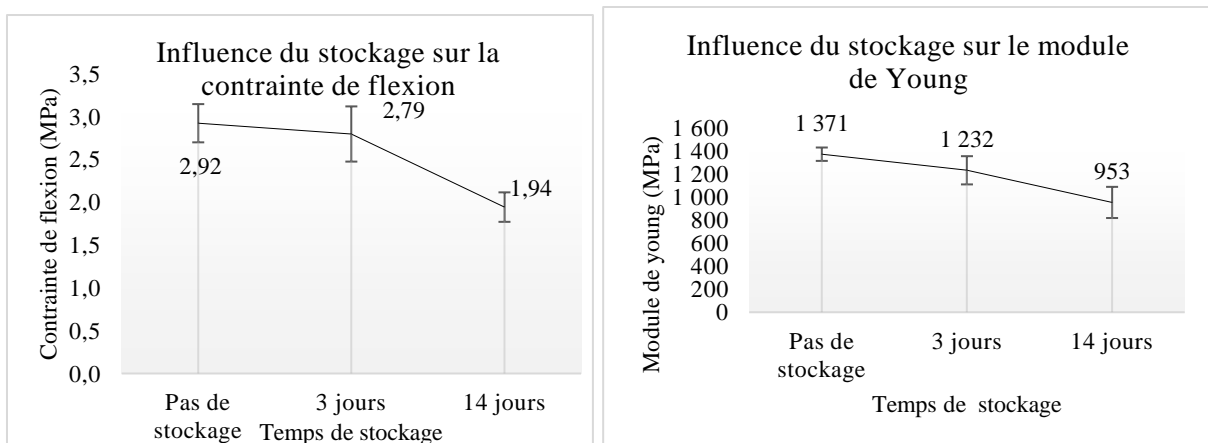 Influence du stockage sur la
contrainte de flexion
Contrainte de flexion (MPa)
3,5
3,0
2,5
2,0
1,5
1,0
0,5
0,0
2,92
2,79
1,94
Pas de
stockage
3 jours
14 jours
Temps de stockage
Influence du stockage sur le module
de Young
Module de young (MPa)
1 600
1 400
1 200
1 000
800
600
400
200
0
1 371
1 232
953
Pas de
stockage
3 jours
14 jours
Temps de stockage